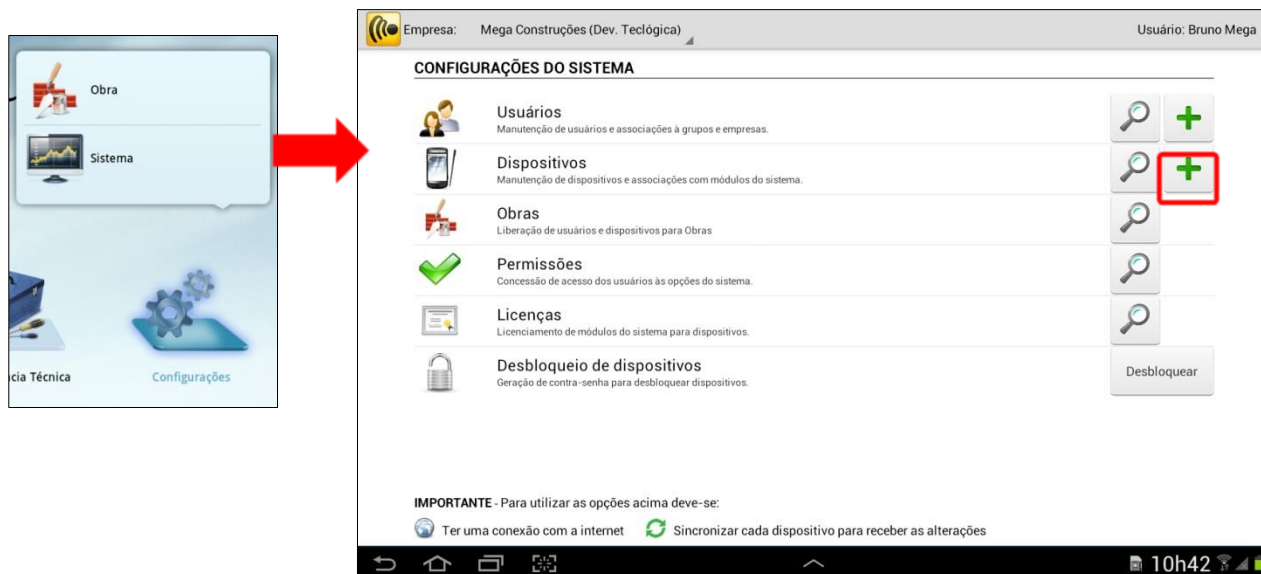 Obra
Sistema
cia Técnica
Configurações
Empresa: Mega Construções (Dev. Teclógica)
Usuário: Bruno Mega
CONFIGURAÇÕES DO SISTEMA
Usuários
Manutenção de usuários e associações à grupos e empresas.
Dispositivos
Manutenção de dispositivos e associações com módulos do sistema.
Obras
Liberação de usuários e dispositivos para Obras
Permissões
Concessão de acesso dos usuários às opções do sistema.
Licenças
Licenciamento de módulos do sistema para dispositivos.
Desbloqueio de dispositivos
Geração de contra-senha para desbloquear dispositivos.
Desbloquear
IMPORTANTE - Para utilizar as opções acima deve-se:
Ter uma conexão com a internet
Sincronizar cada dispositivo para receber as alterações
10h42